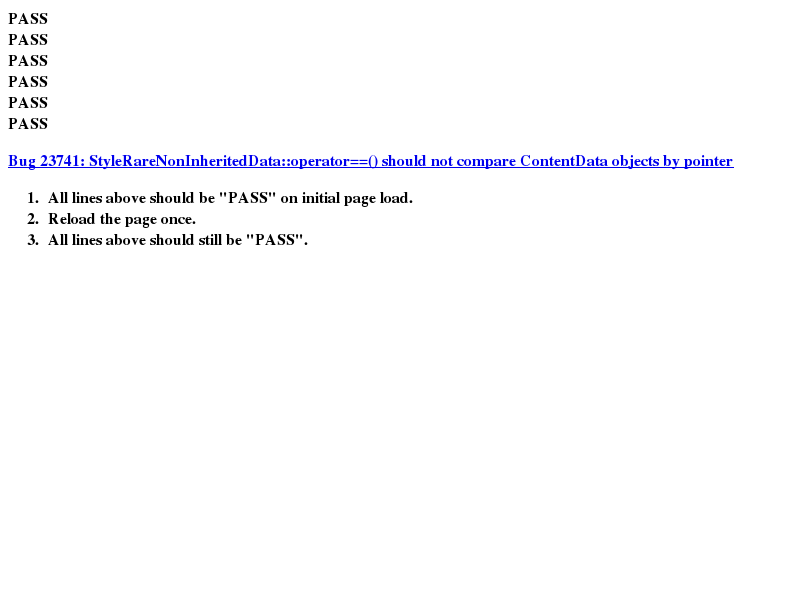 PASS
PASS
PASS
PASS
PASS
PASS
Bug 23741: StyleRareNonInheritedData::operator==() should not compare ContentData objects by pointer
1. All lines above should be "PASS" on initial page load.
2. Reload the page once.
3. All lines above should still be "PASS".